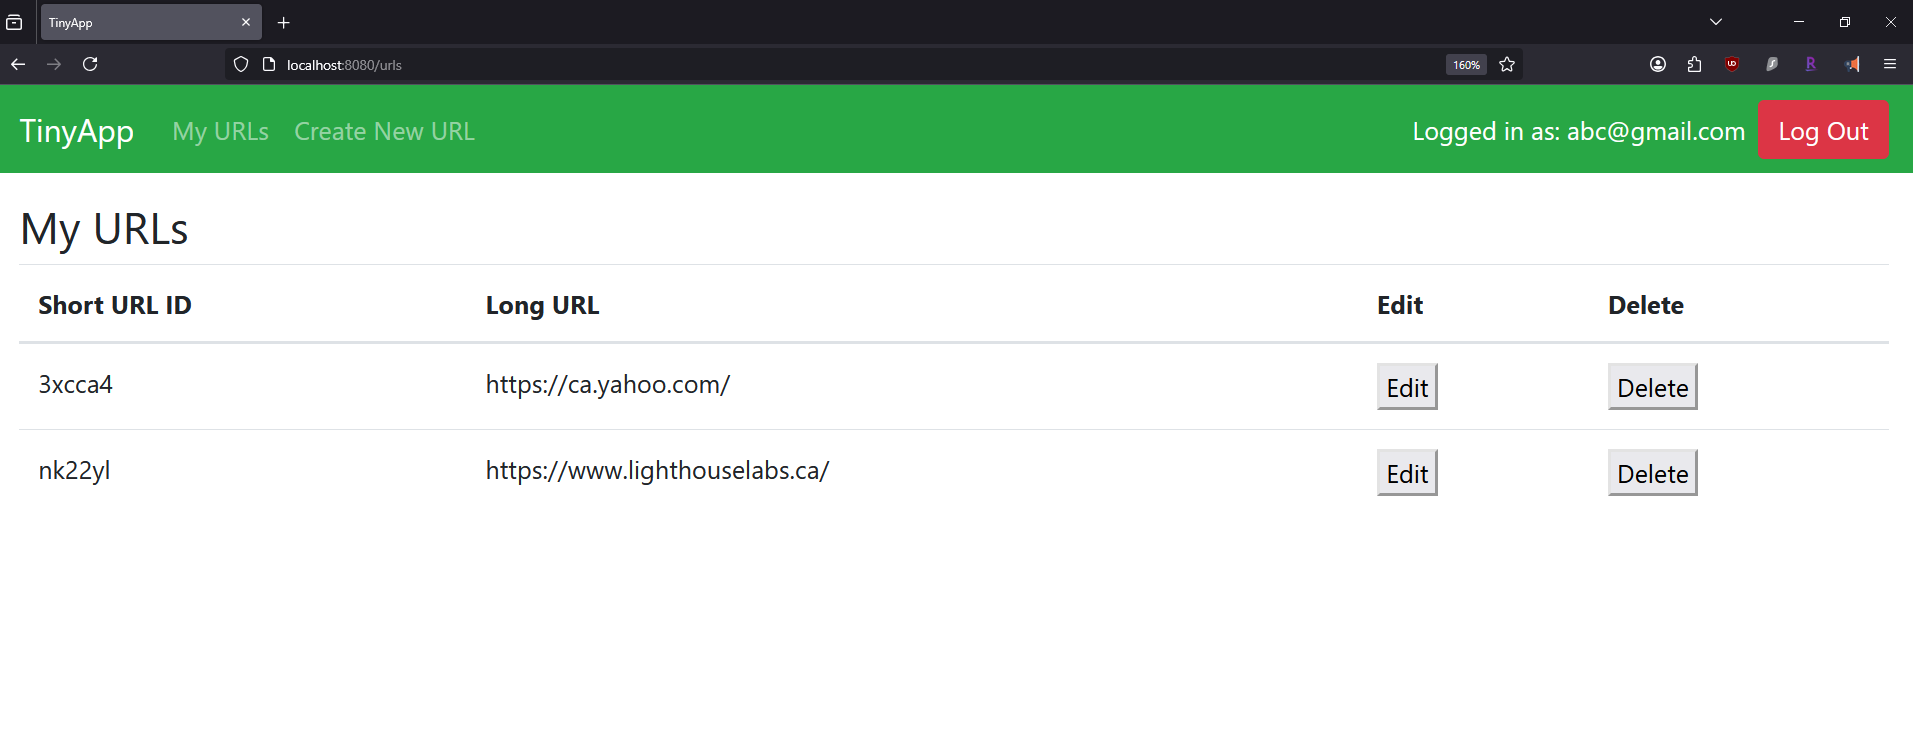 TinyApp
localhost:8080/urls
160%
TinyApp My URLs Create New URL Logged in as: abc@gmail.com Log Out
My URLs
Short URL ID Long URL Edit Delete
3xcca4 https://ca.yahoo.com/ Edit Delete
nk22yl https://www.lighthouselabs.ca/ Edit Delete